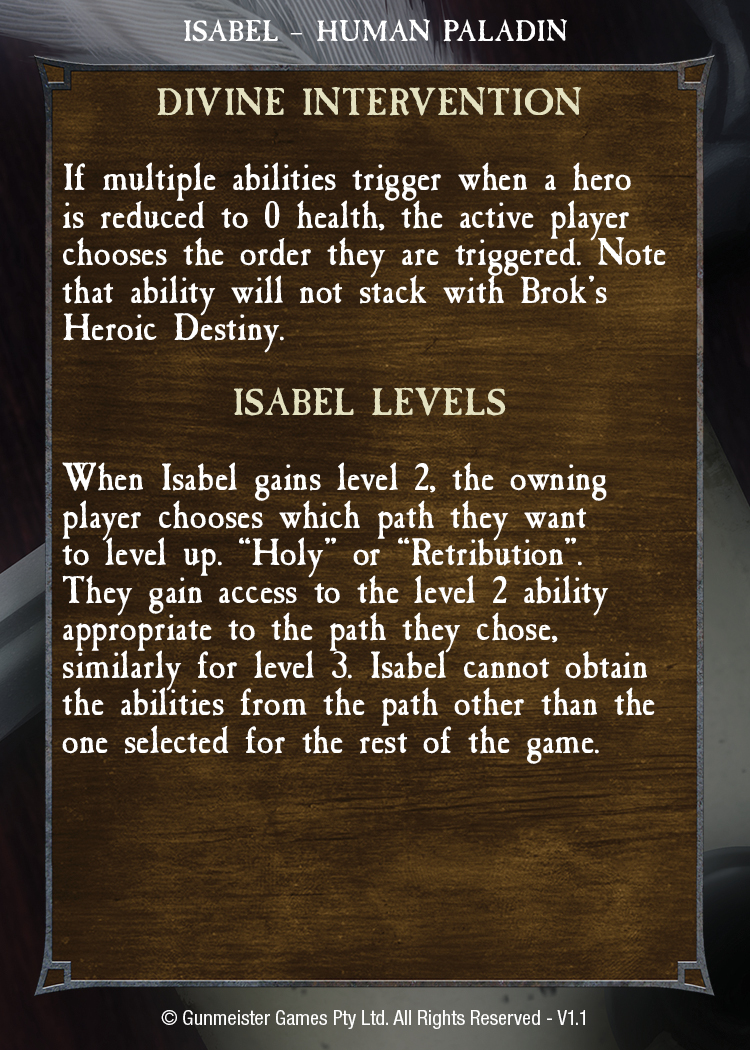 ISABEL – HUMAN PALADIN
DIVINE INTERVENTION
If multiple abilities trigger when a hero
is reduced to 0 health, the active player
chooses the order they are triggered. Note
that ability will not stack with Brok's
Heroic Destiny.
ISABEL LEVELS
When Isabel gains level 2, the owning
player chooses which path they want
to level up. “Holy” or “Retribution”.
They gain access to the level 2 ability
appropriate to the path they chose,
similarly for level 3. Isabel cannot obtain
the abilities from the path other than the
one selected for the rest of the game.
© Gunmeister Games Pty Ltd. All Rights Reserved - V1.1